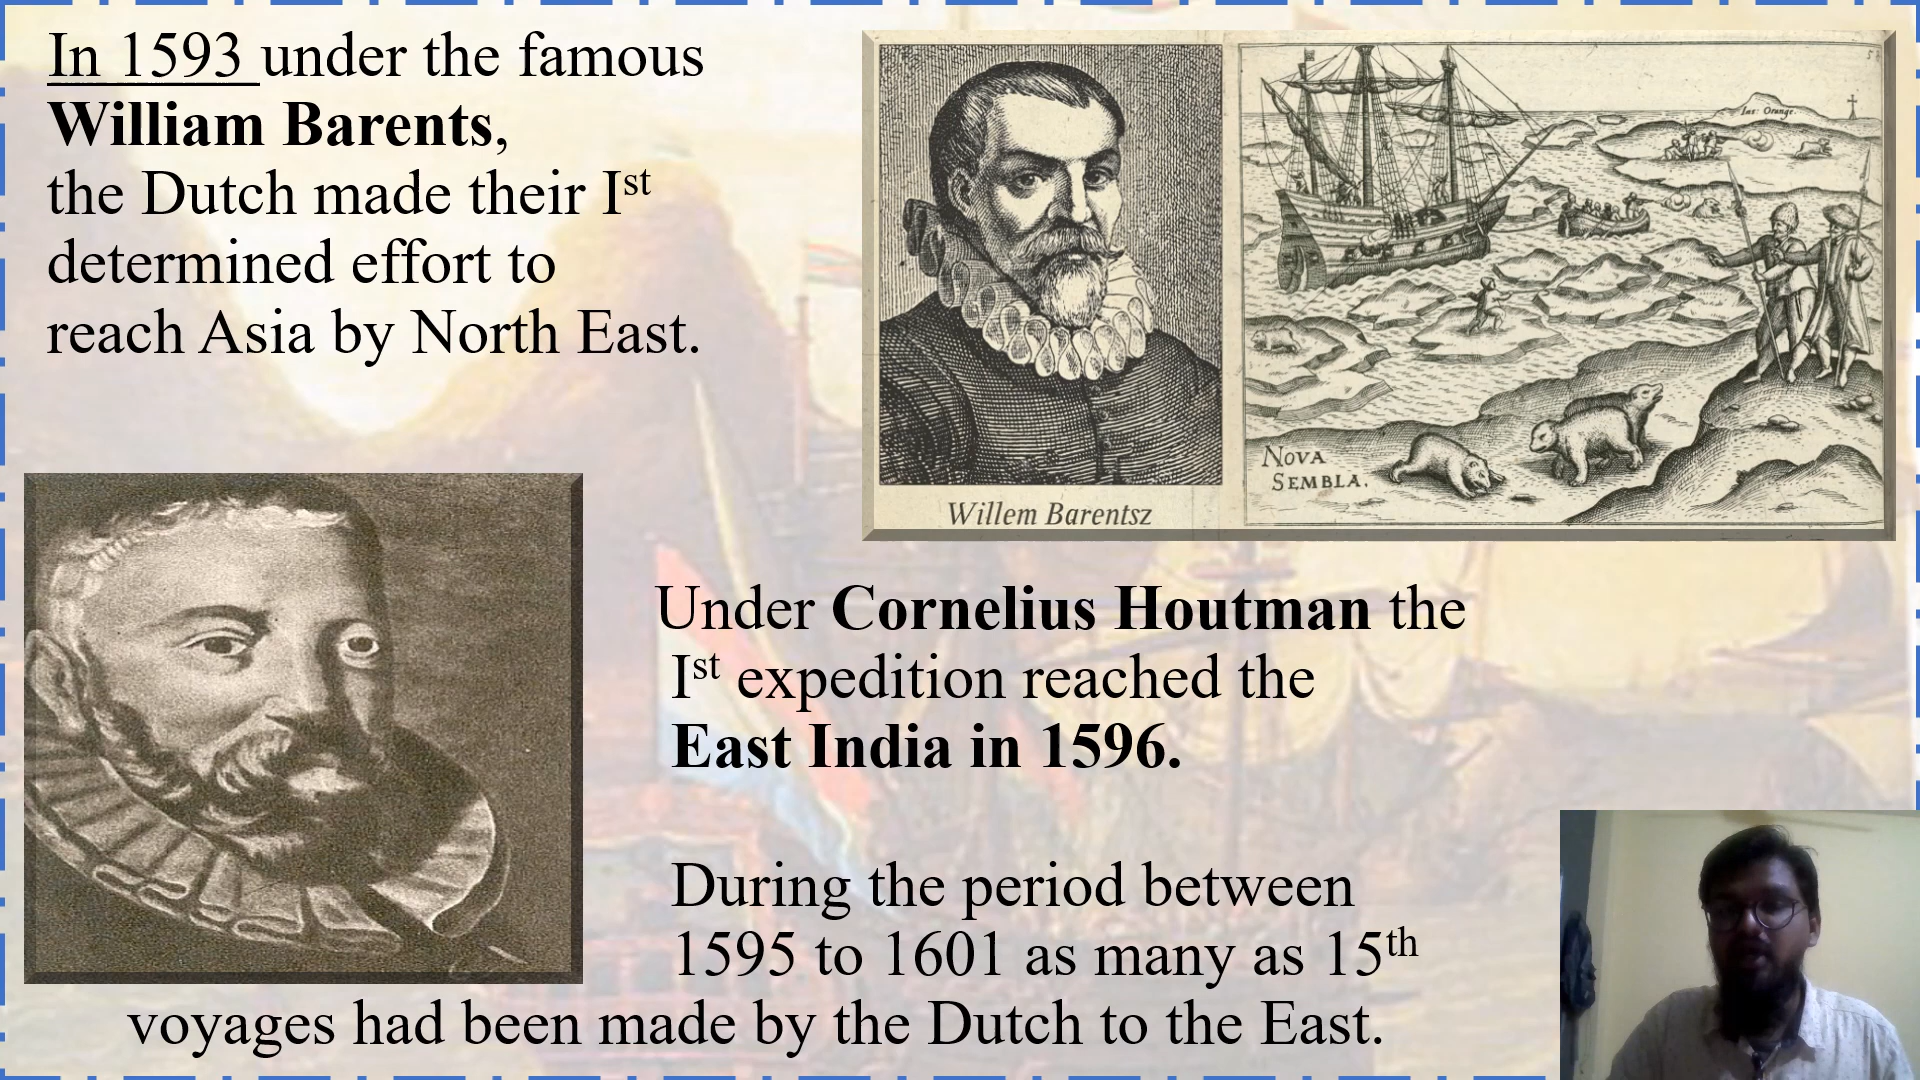 In 1593 under the famous
William Barents,
the Dutch made their Ist
determined effort to
reach Asia by North East.
Ins: Orange.
NOVA
SEMBLA.
Willem Barentsz
Under Cornelius Houtman the
Ist expedition reached the
East India in 1596.
During the period between
1595 to 1601 as many as 15th
voyages had been made by the Dutch to the East.